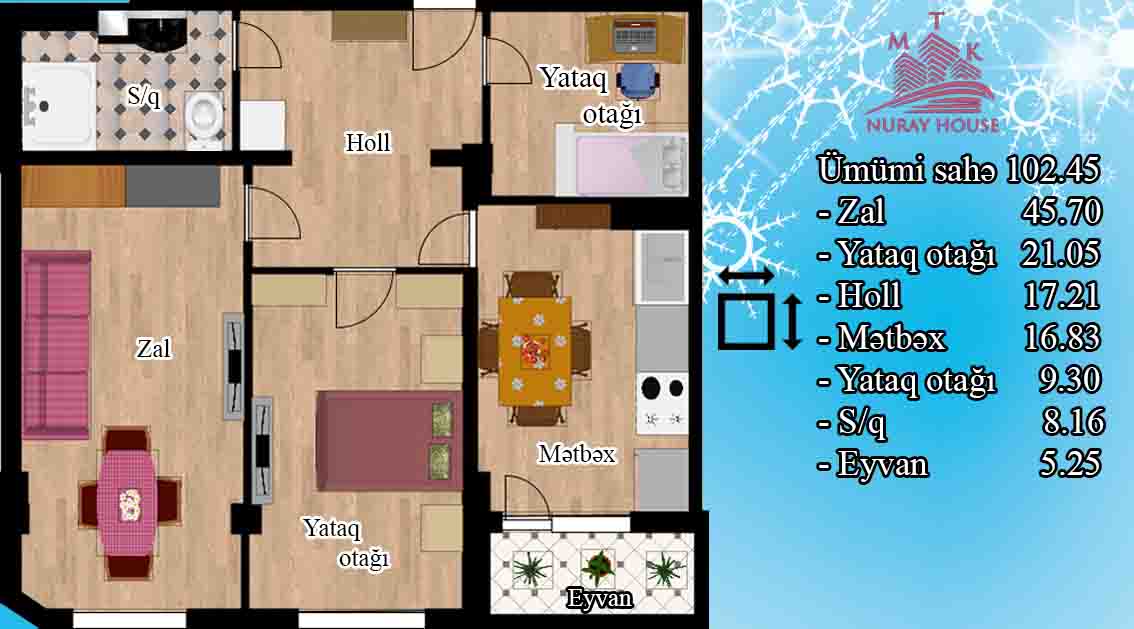 S/q
Holl
Yataq
otağı
Zal
Yataq
otağı
Mətbəx
Eyvan
M T K
NURAY HOUSE
Ümümi sahə 102.45
- Zal 45.70
- Yataq otağı 21.05
- Holl 17.21
- Mətbəx 16.83
- Yataq otağı 9.30
- S/q 8.16
- Eyvan 5.25